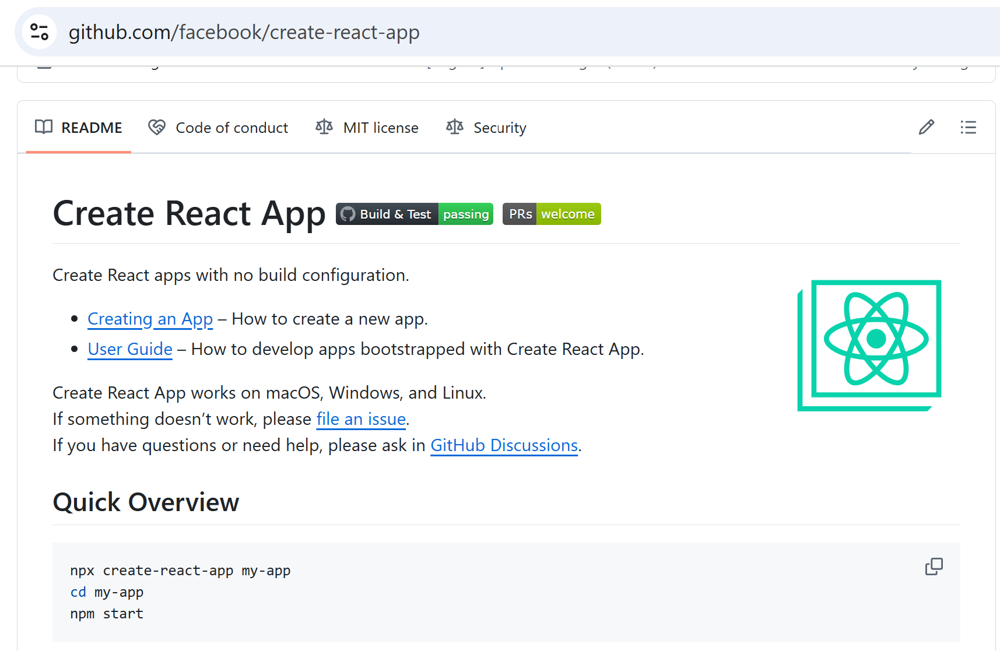 github.com/facebook/create-react-app
README
Code of conduct
MIT license
Security
Create React App
Build & Test passing
PRs welcome
Create React apps with no build configuration.
Creating an App – How to create a new app.
User Guide – How to develop apps bootstrapped with Create React App.
Create React App works on macOS, Windows, and Linux.
If something doesn’t work, please file an issue.
If you have questions or need help, please ask in GitHub Discussions.
Quick Overview
npx create-react-app my-app
cd my-app
npm start